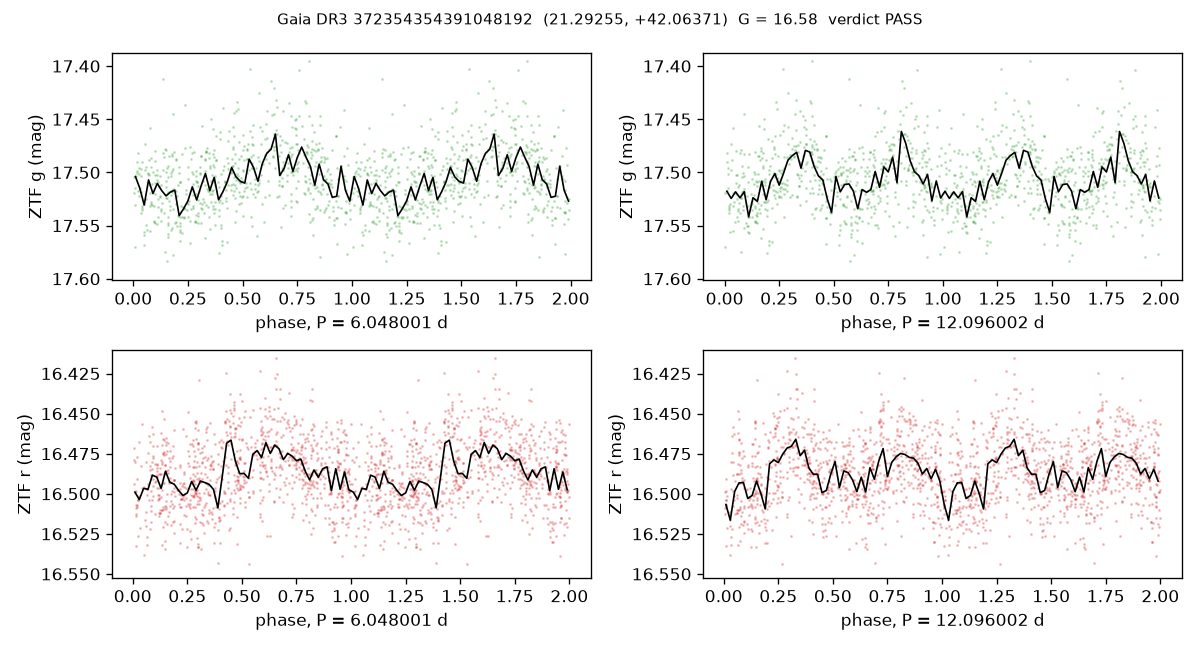 Gaia DR3 372354354391048192 (21.29255, +42.06371) G = 16.58 verdict PASS
ZTF g (mag)
17.40
17.45
17.50
17.55
17.60
0.00 0.25 0.50 0.75 1.00 1.25 1.50 1.75 2.00
phase, P = 6.048001 d
ZTF g (mag)
17.40
17.45
17.50
17.55
17.60
0.00 0.25 0.50 0.75 1.00 1.25 1.50 1.75 2.00
phase, P = 12.096002 d
ZTF r (mag)
16.425
16.450
16.475
16.500
16.525
16.550
0.00 0.25 0.50 0.75 1.00 1.25 1.50 1.75 2.00
phase, P = 6.048001 d
ZTF r (mag)
16.425
16.450
16.475
16.500
16.525
16.550
0.00 0.25 0.50 0.75 1.00 1.25 1.50 1.75 2.00
phase, P = 12.096002 d